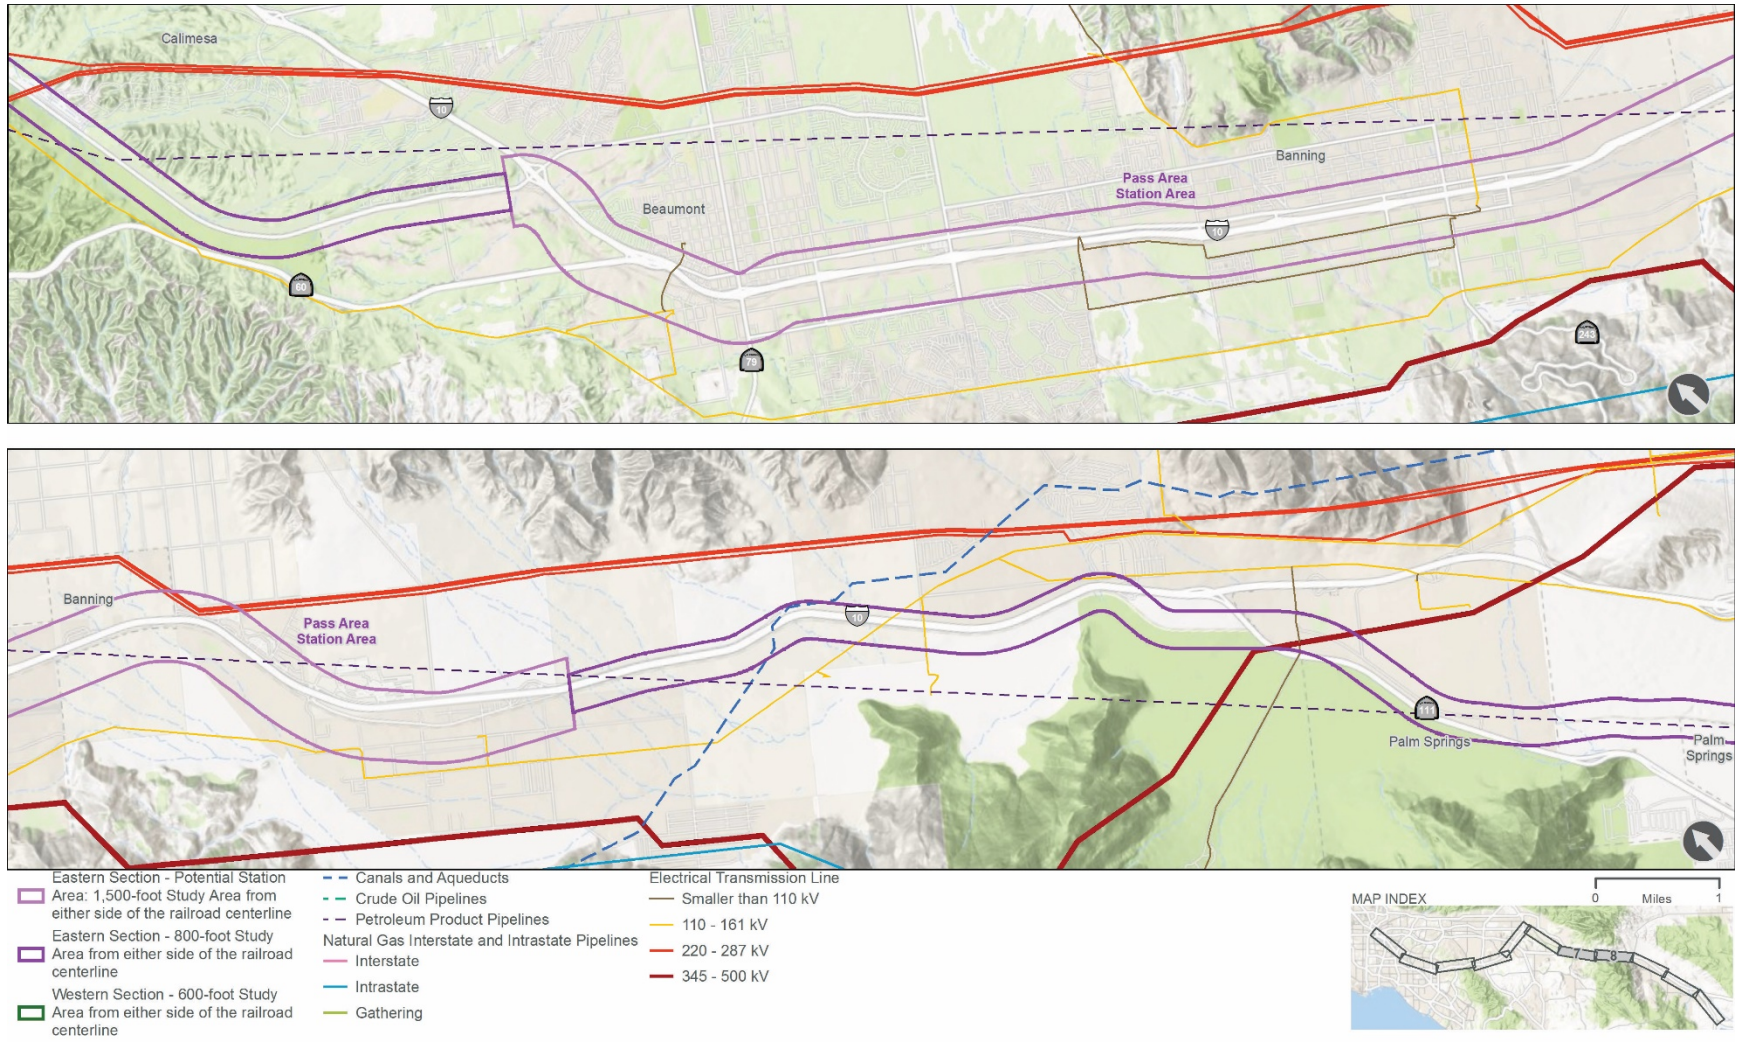 Calimesa
10
Banning
Pass Area
Station Area
Beaumont
10
60
79
243
Banning
Pass Area
Station Area
10
111
Palm Springs
Palm
Springs
Eastern Section - Potential Station
Area: 1,500-foot Study Area from
either side of the railroad centerline
Eastern Section - 800-foot Study
Area from either side of the railroad
centerline
Western Section - 600-foot Study
Area from either side of the railroad
centerline
Canals and Aqueducts
Crude Oil Pipelines
Petroleum Product Pipelines
Natural Gas Interstate and Intrastate Pipelines
Interstate
Intrastate
Gathering
Electrical Transmission Line
Smaller than 110 kV
110 - 161 kV
220 - 287 kV
345 - 500 kV
0 Miles 1
MAP INDEX
7 8